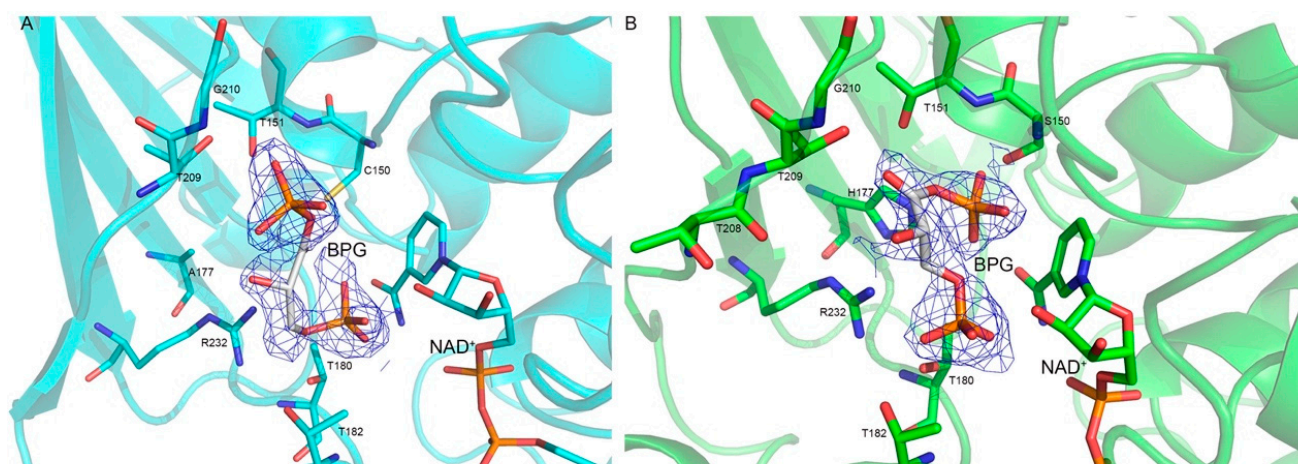 A
G210
T151
C150
T209
BPG
A177
R232
NAD⁺
T180
T182
B
G210
T151
S150
T209
H177
T208
BPG
R232
NAD⁺
T180
T182